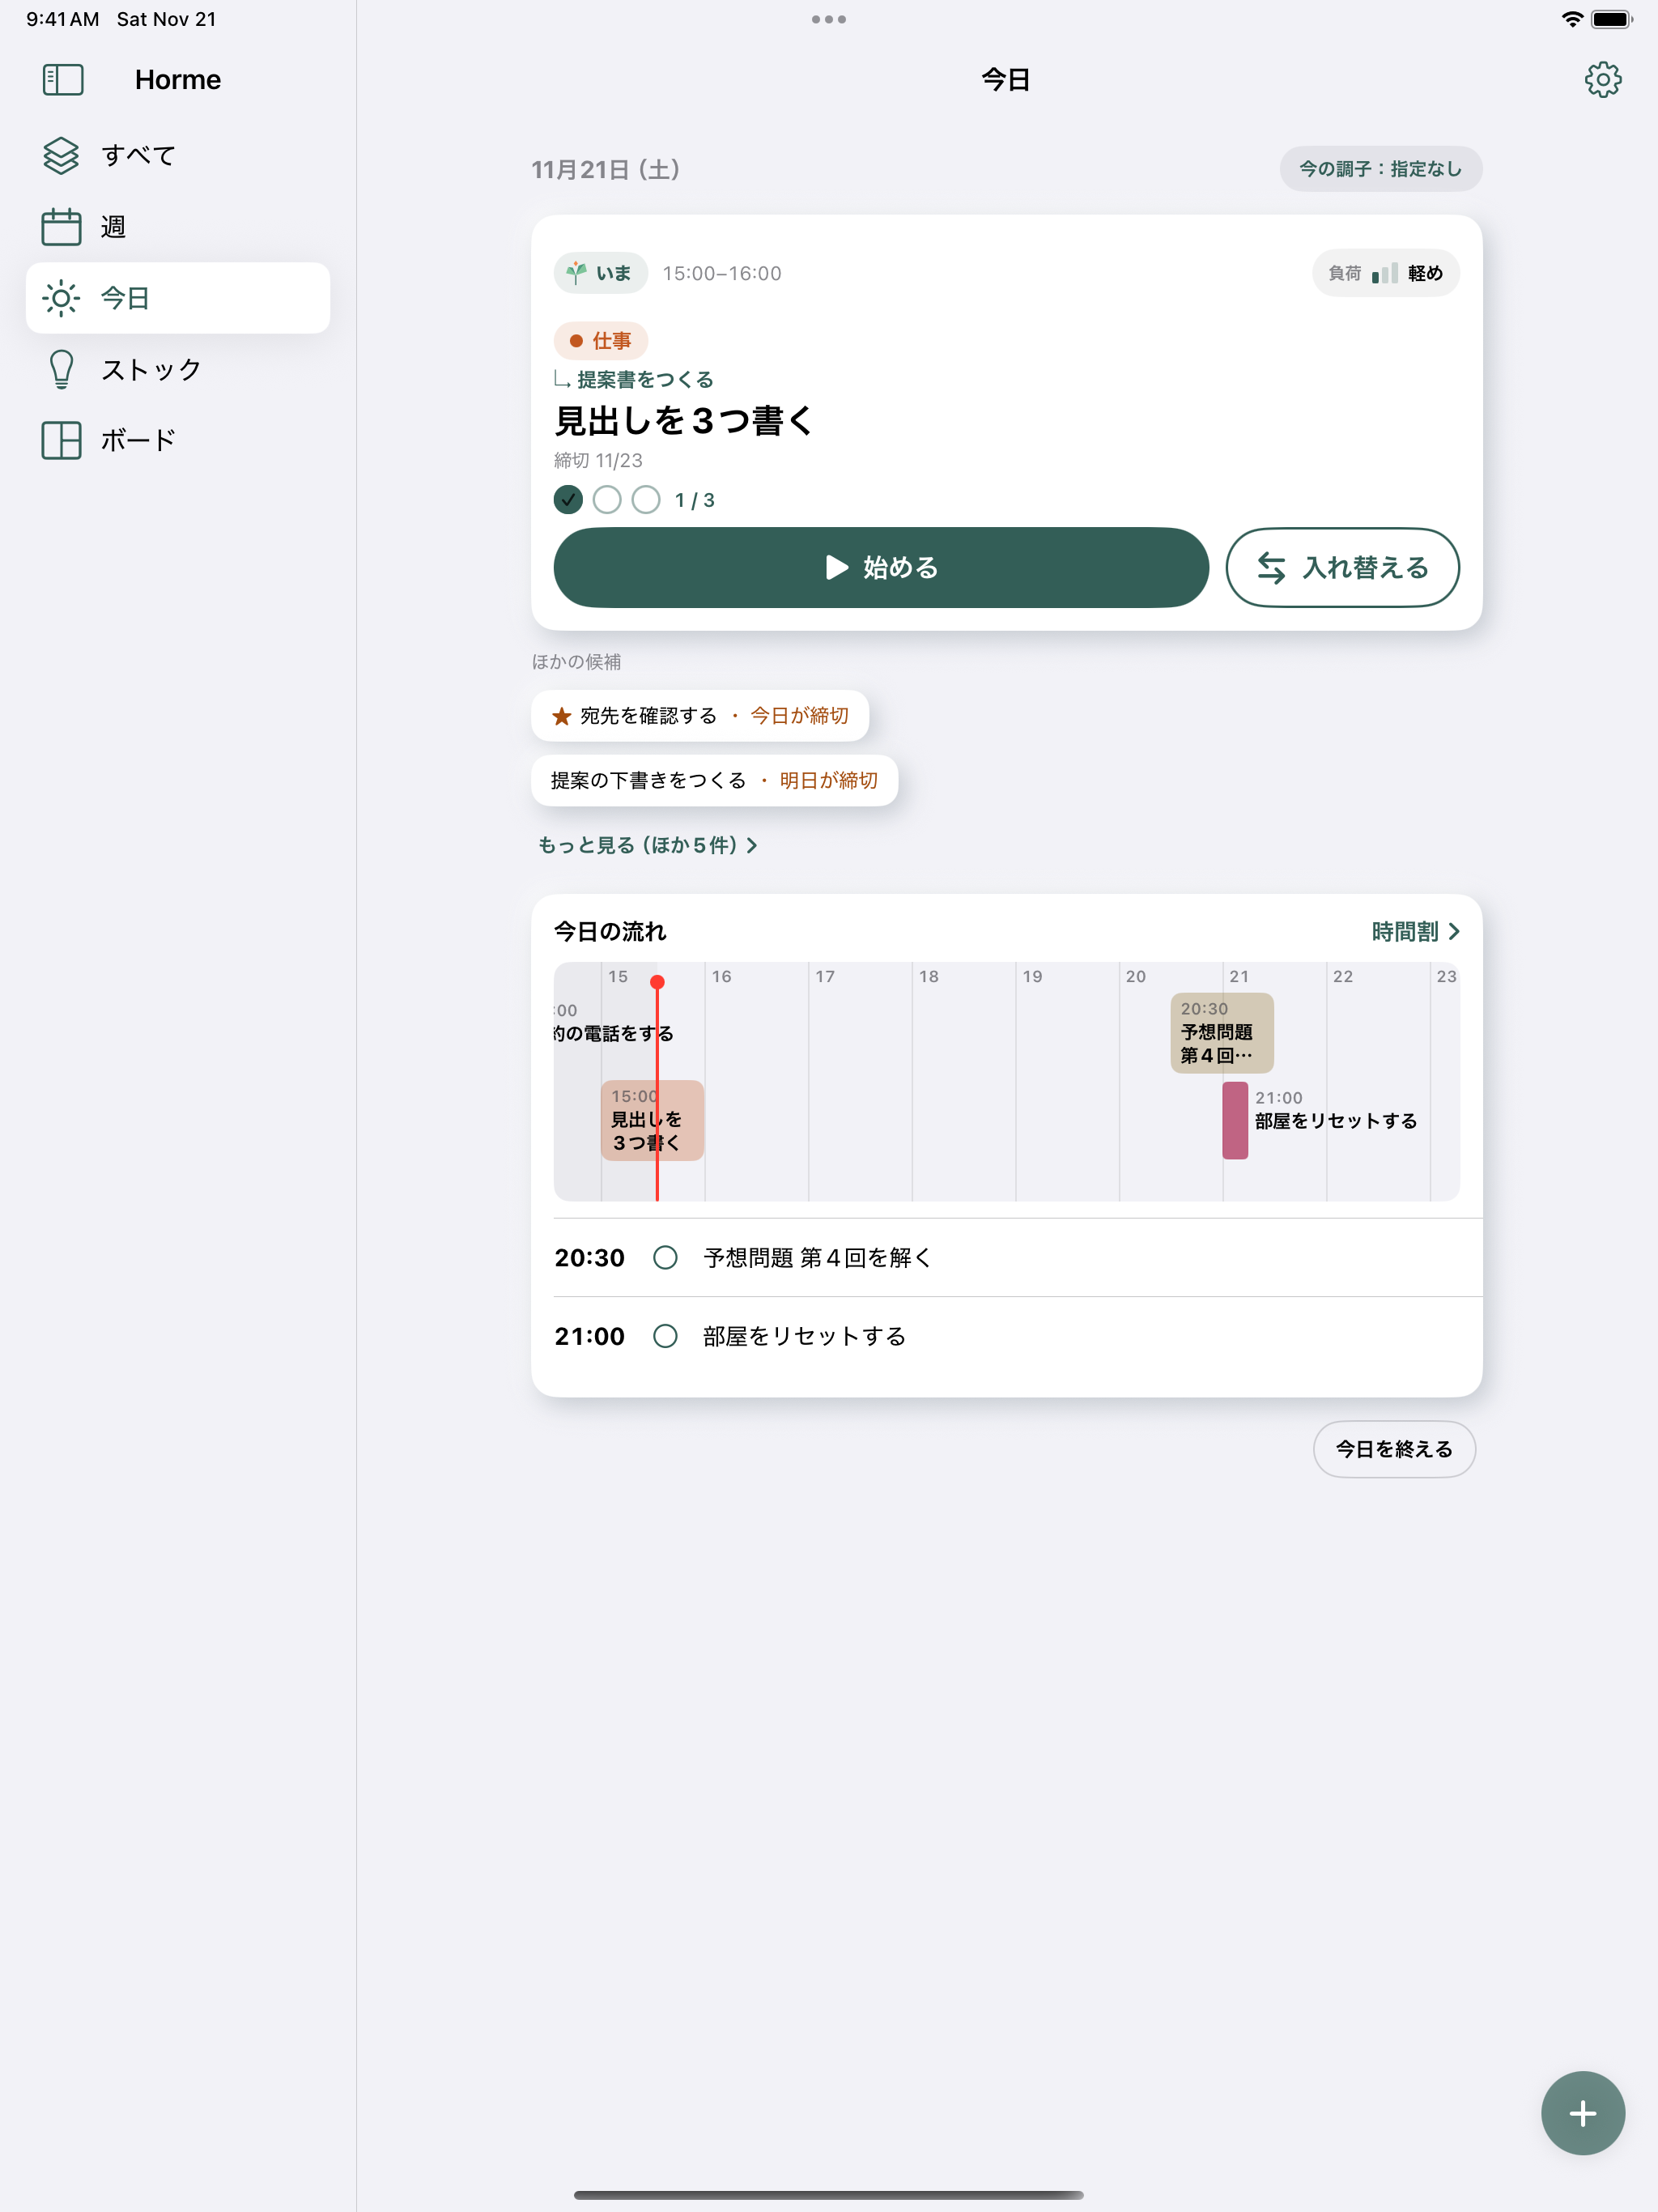 9:41 AM Sat Nov 21
Horme
すべて
週
今日
ストック
ボード
今日
11月21日（土）
今の調子：指定なし
いま 15:00–16:00
負荷 軽め
仕事
提案書をつくる
見出しを3つ書く
締切 11/23
1 / 3
始める
入れ替える
ほかの候補
宛先を確認する ・ 今日が締切
提案の下書きをつくる ・ 明日が締切
もっと見る（ほか5件）
今日の流れ
時間割
15 16 17 18 19 20 21 22 23
:00
約の電話をする
20:30
予想問題
第4回…
15:00
見出しを
3つ書く
21:00
部屋をリセットする
20:30 予想問題 第4回を解く
21:00 部屋をリセットする
今日を終える